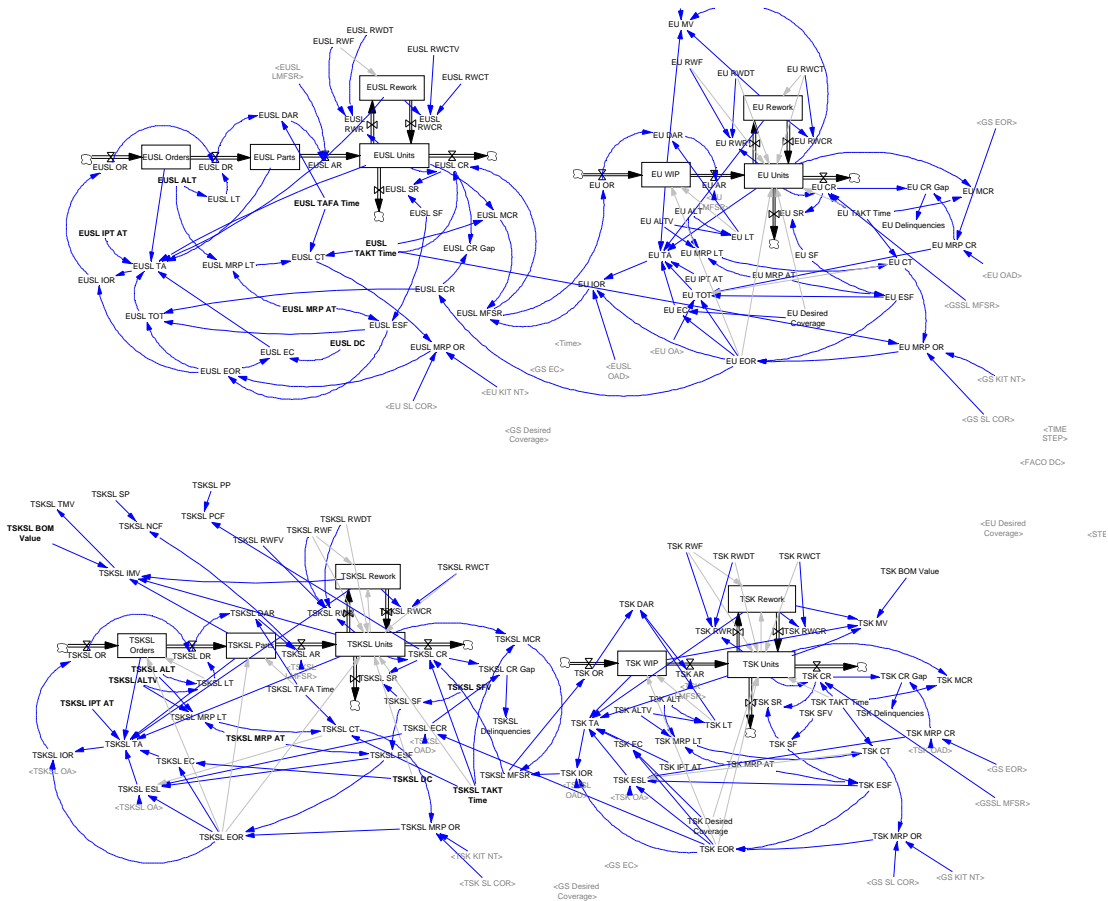 EUSL RWDT
EUSL RWF
EUSL RWCTV
EUSL RWCT
<EUSL
LMFSR>
EUSL Rework
EUSL DAR
EUSL
RWR
EUSL
RWCR
EUSL Orders
EUSL Parts
EUSL Units
EUSL OR
EUSL DR
EUSL AR
EUSL CR
EUSL ALT
EUSL LT
EUSL TAFA Time
EUSL SR
EUSL SF
EUSL MCR
EUSL IPT AT
EUSL
TAKT Time
EUSL CR Gap
EUSL TA
EUSL MRP LT
EUSL CT
EUSL IOR
EUSL ECR
EUSL TOT
EUSL MRP AT
EUSL ESF
EUSL MFSR
EUSL EC
EUSL DC
EUSL MRP OR
EUSL EOR
<EU SL COR>
<EU KIT NT>
<GS Desired
Coverage>
EU MV
EU RWF
EU RWDT
EU RWCT
EU Rework
<GS EOR>
EU DAR
EU RWR
EU RWCR
EU WIP
EU Units
EU OR
EU AR
EU CR
EU CR Gap
EU MCR
<EU
LMFSR>
EU ALT
EU ALTV
EU SR
EU TAKT Time
EU Delinquencies
EU LT
EU TA
EU MRP LT
EU SF
EU MRP CR
EU CT
EU IPT AT
EU MRP AT
<EU OAD>
EU IOR
EU TOT
EU ESF
<GSSL MFSR>
EU EC
EU Desired
Coverage
<Time>
<EU OA>
EU MRP OR
<GS EC>
<EUSL
OAD>
EU EOR
<GS KIT NT>
<GS SL COR>
<TIME
STEP>
<FACO DC>
TSKSL PP
TSKSL SP
TSKSL TMV
TSKSL NCF
TSKSL PCF
TSKSL RWDT
TSKSL RWF
TSKSL BOM
Value
TSKSL RWFV
TSKSL IMV
TSKSL Rework
TSKSL RWCT
TSKSL DAR
TSKSL RWCR
TSKSL
Orders
TSKSL Parts
TSKSL Units
TSKSL MCR
TSKSL OR
TSKSL DR
TSKSL AR
TSKSL CR
TSKSL CR Gap
TSKSL ALT
TSKSL ALTV
TSKSL LT
TSKSL TAFA Time
TSKSL SP
TSKSL SFV
TSKSL SF
TSKSL IPT AT
TSKSL MRP LT
TSKSL
Delinquencies
TSKSL CT
TSKSL ECR
TSKSL MRP AT
TSKSL TA
TSKSL IOR
TSKSL ESF
<TSKSL OA>
TSKSL EC
TSKSL MFSR
TSKSL ESL
TSKSL DC
TSKSL TAKT
Time
<TSKSL OA>
TSKSL EOR
TSKSL MRP OR
<TSK KIT NT>
<TSK SL COR>
<GS Desired
Coverage>
<EU Desired
Coverage>
TSK RWF
TSK RWDT
TSK RWCT
TSK BOM Value
TSK Rework
TSK DAR
TSK RWR
TSK RWCR
TSK MV
TSK WIP
TSK Units
TSK OR
TSK AR
TSK CR
TSK CR Gap
TSK MCR
TSK ALT
TSK ALTV
TSK SR
TSK TAKT Time
TSK SFV
TSK Delinquencies
TSK TA
TSK LT
TSK MRP LT
TSK SF
TSK MRP CR
TSK EC
TSK CT
<TSK OAD>
TSK IPT AT
TSK MRP AT
TSK IOR
TSK ESL
TSK ESF
<GS EOR>
<TSK OA>
<GSSL MFSR>
TSK Desired
Coverage
TSK EOR
TSK MRP OR
<GS EC>
<GS SL COR>
<GS KIT NT>